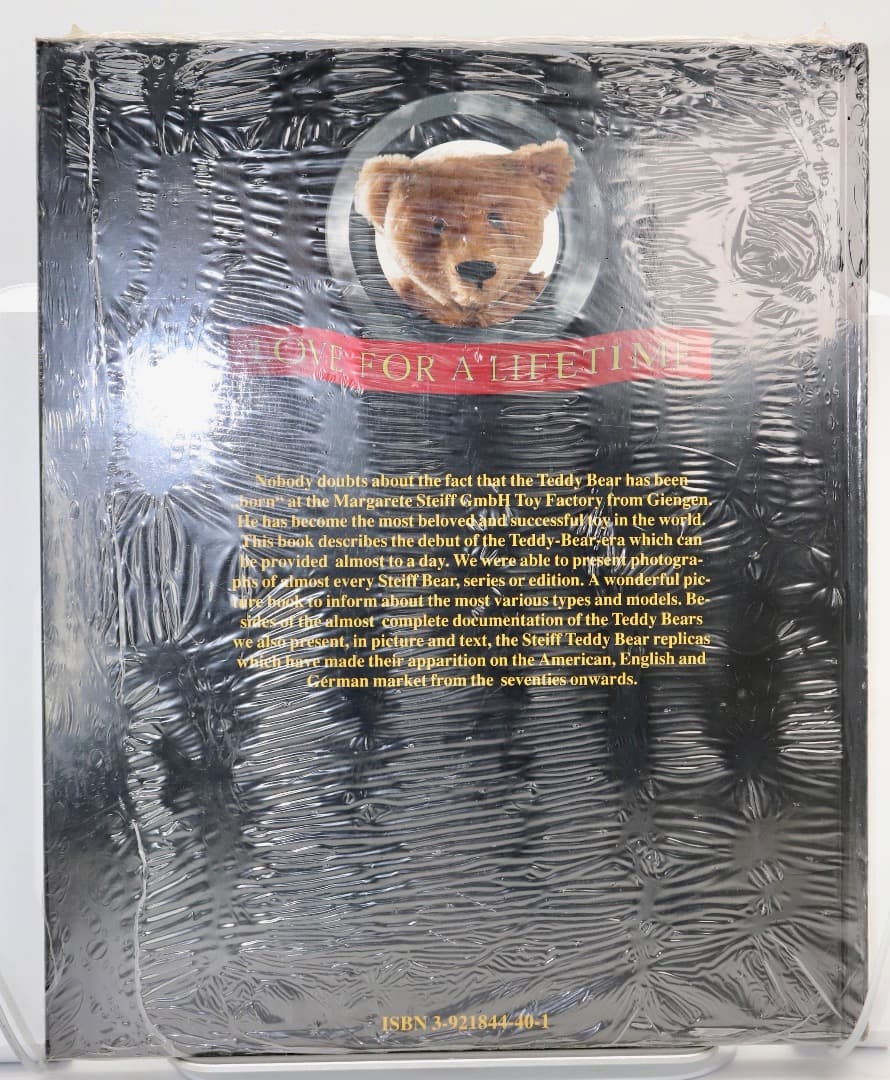 LOVE FOR A LIFETIME
Nobody doubts about the fact that the Teddy Bear has been
born“ at the Margarete Steiff GmbH Toy Factory from Giengen.
He has become the most beloved and successful toy in the world.
This book describes the debut of the Teddy-Bear-era which can
be provided almost to a day. We were able to present photogra-
phs of almost every Steiff Bear, series or edition. A wonderful pic-
ture book to inform about the most various types and models. Be-
sides of the almost complete documentation of the Teddy Bears
we also present, in picture and text, the Steiff Teddy Bear replicas
which have made their apparition on the American, English and
German market from the seventies onwards.
ISBN 3-921844-40-1